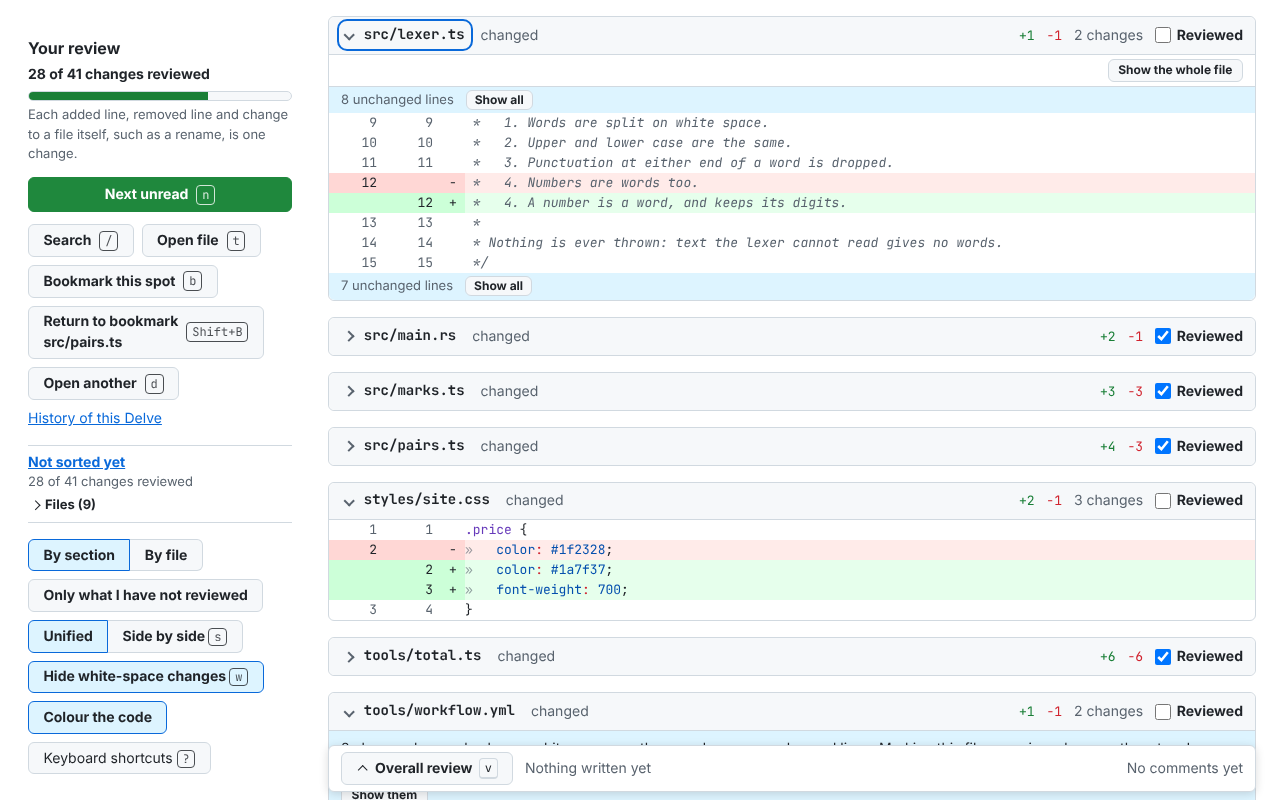 Your review
28 of 41 changes reviewed
Each added line, removed line and change
to a file itself, such as a rename, is one
change.
Next unread n
Search / Open file t
Bookmark this spot b
Return to bookmark
src/pairs.ts Shift+B
Open another d
History of this Delve
Not sorted yet
28 of 41 changes reviewed
Files (9)
By section By file
Only what I have not reviewed
Unified Side by side s
Hide white-space changes w
Colour the code
Keyboard shortcuts ?
src/lexer.ts changed +1 -1 2 changes Reviewed
Show the whole file
8 unchanged lines Show all
9 9 * 1. Words are split on white space.
10 10 * 2. Upper and lower case are the same.
11 11 * 3. Punctuation at either end of a word is dropped.
12 - * 4. Numbers are words too.
12 + * 4. A number is a word, and keeps its digits.
13 13 *
14 14 * Nothing is ever thrown: text the lexer cannot read gives no words.
15 15 */
7 unchanged lines Show all
src/main.rs changed +2 -1 Reviewed
src/marks.ts changed +3 -3 Reviewed
src/pairs.ts changed +4 -3 Reviewed
styles/site.css changed +2 -1 3 changes Reviewed
1 1 .price {
2 - » color: #1f2328;
2 + » color: #1a7f37;
3 + » font-weight: 700;
3 4 }
tools/total.ts changed +6 -6 Reviewed
tools/workflow.yml changed +1 -1 2 changes Reviewed
Overall review v Nothing written yet No comments yet
Show them